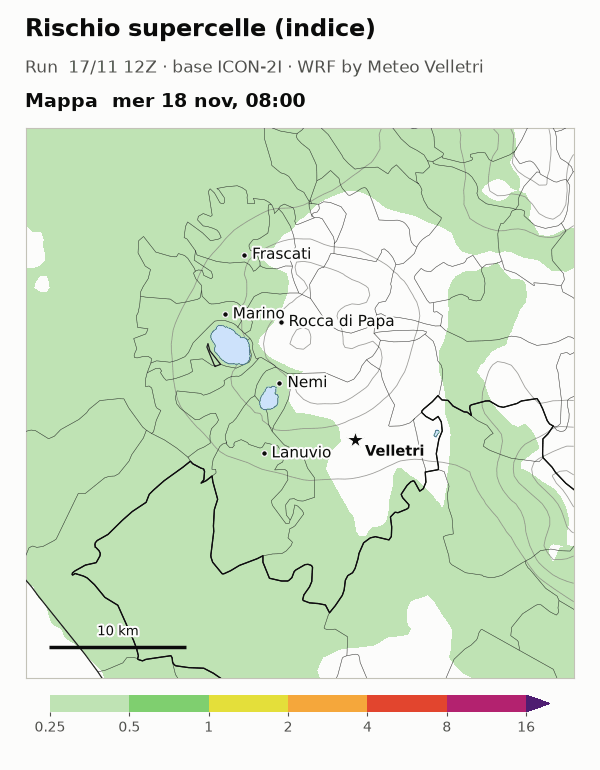 Rischio supercelle (indice)
Run  17/11 12Z · base ICON-2I · WRF by Meteo Velletri
Mappa  mer 18 nov, 08:00
Frascati
Marino
Rocca di Papa
Nemi
Velletri
Lanuvio
10 km
0.25 0.5 1 2 4 8 16